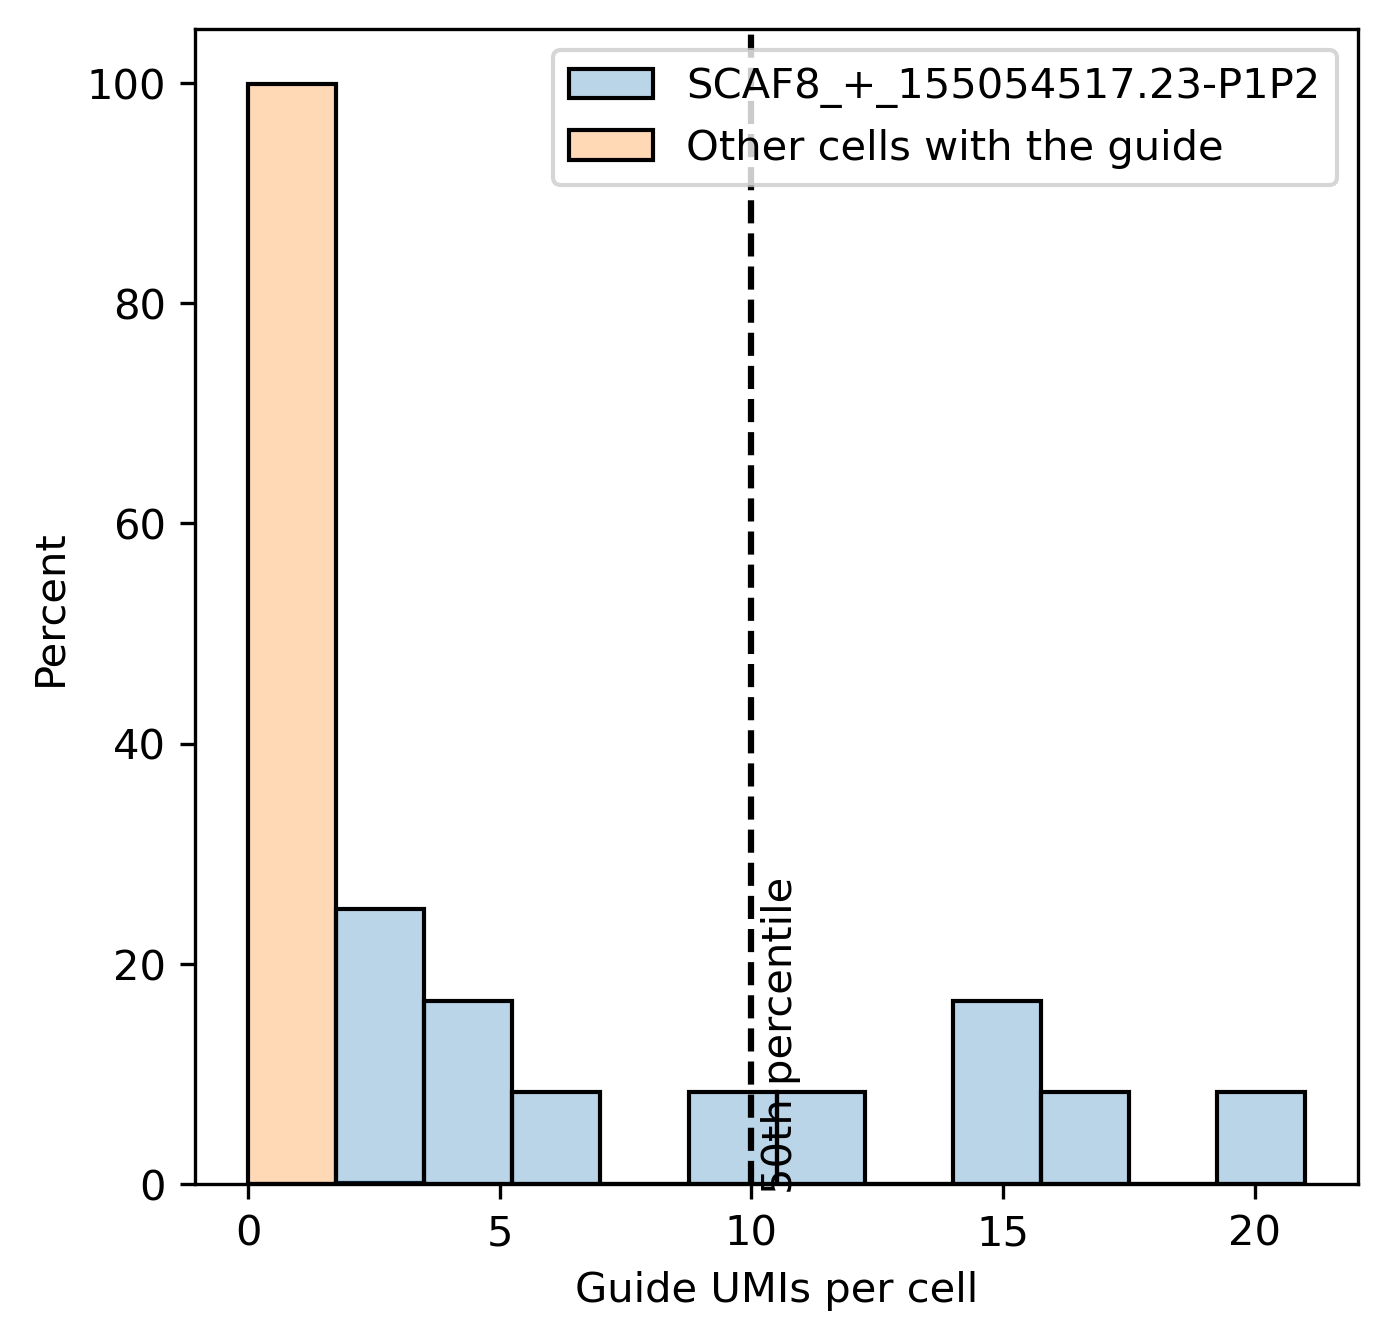 SCAF8_+_155054517.23-P1P2
Other cells with the guide
100
80
60
40
20
0
Percent
50th percentile
0 5 10 15 20
Guide UMIs per cell